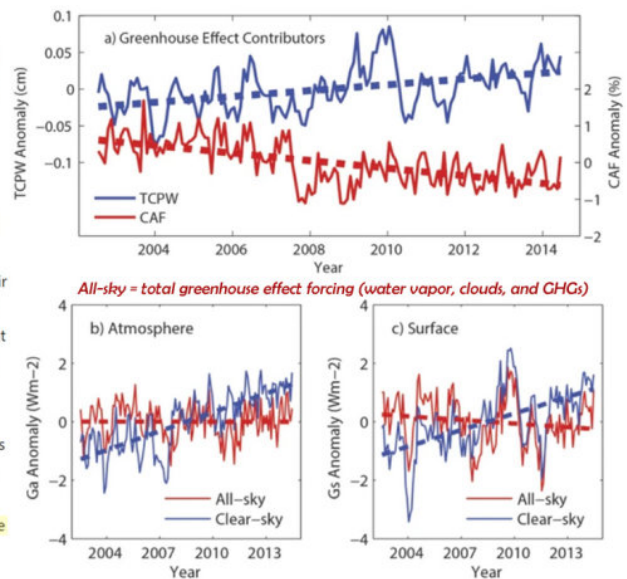 a) Greenhouse Effect Contributors
TCPW Anomaly (cm)
0.1
0.05
0
−0.05
−0.1
CAF Anomaly (%)
2
1
0
−1
−2
TCPW
CAF
2004 2006 2008 2010 2012 2014
Year
All-sky = total greenhouse effect forcing (water vapor, clouds, and GHGs)
b) Atmosphere
Ga Anomaly (Wm−2)
4
2
0
−2
−4
All−sky
Clear−sky
2004 2007 2010 2013
Year
c) Surface
Gs Anomaly (Wm−2)
4
2
0
−2
−4
All−sky
Clear−sky
2004 2007 2010 2013
Year